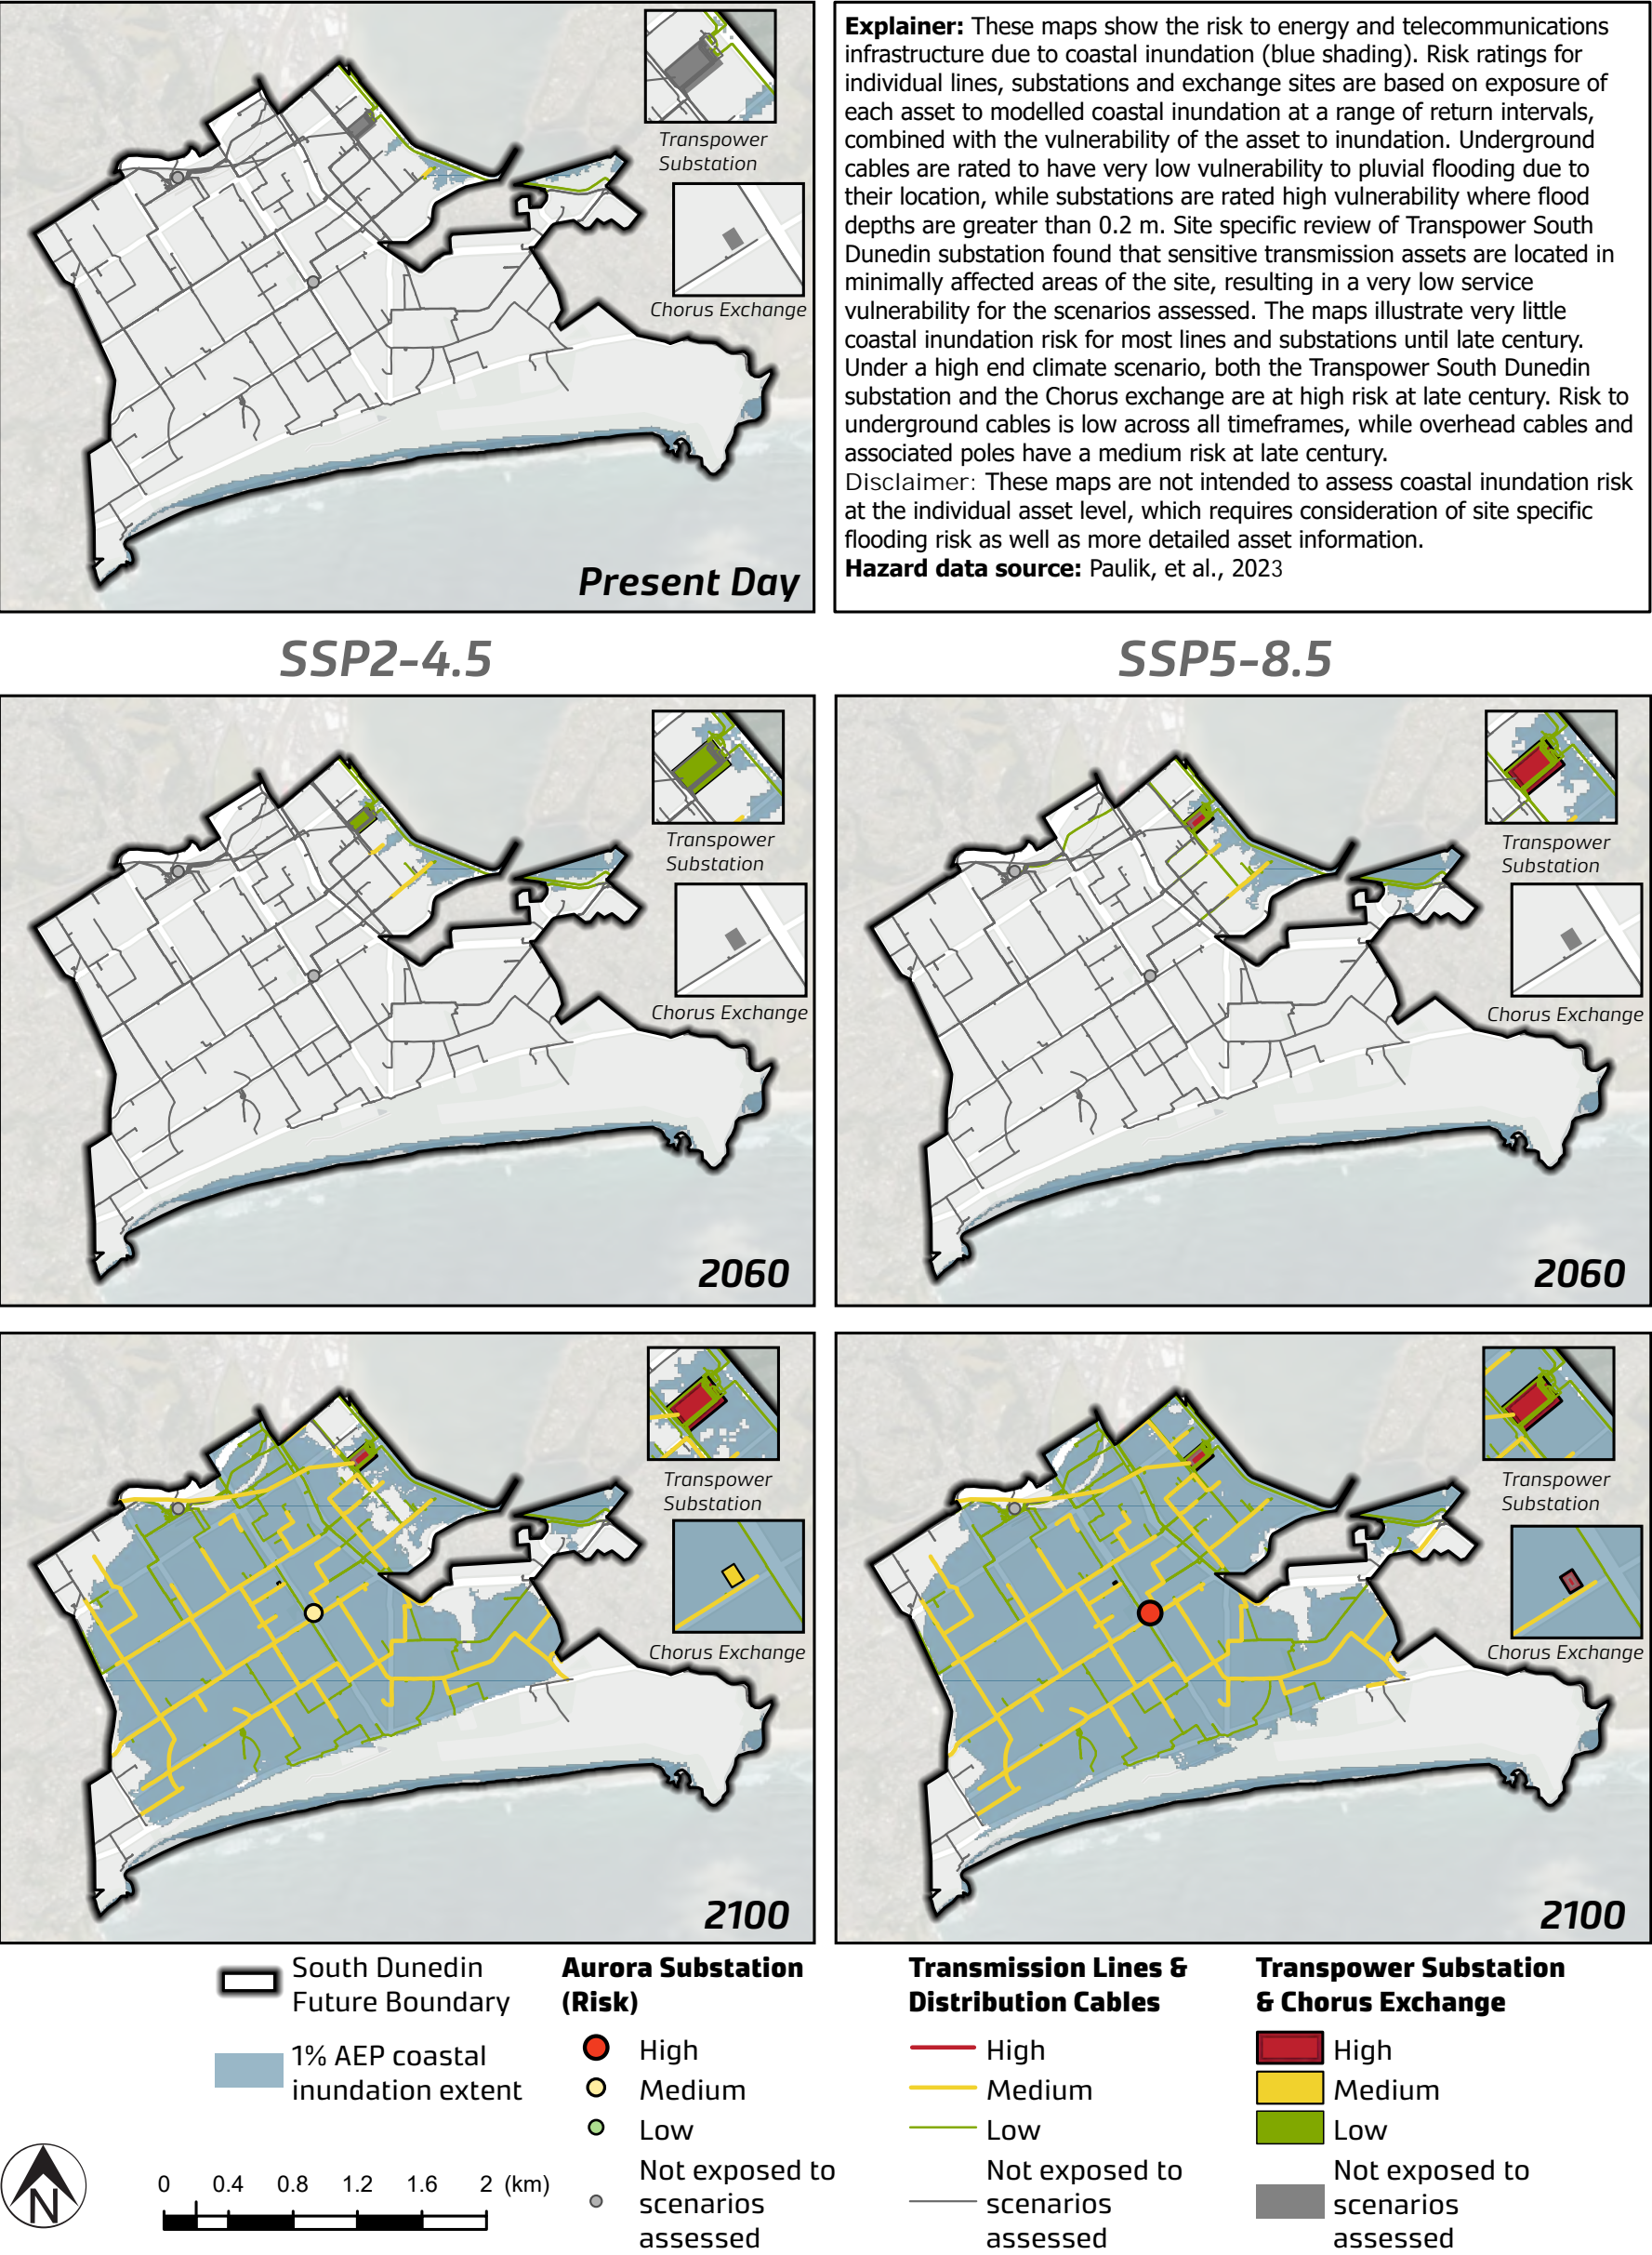 Explainer: These maps show the risk to energy and telecommunications
infrastructure due to coastal inundation (blue shading). Risk ratings for
individual lines, substations and exchange sites are based on exposure of
each asset to modelled coastal inundation at a range of return intervals,
combined with the vulnerability of the asset to inundation. Underground
cables are rated to have very low vulnerability to pluvial flooding due to
their location, while substations are rated high vulnerability where flood
depths are greater than 0.2 m. Site specific review of Transpower South
Dunedin substation found that sensitive transmission assets are located in
minimally affected areas of the site, resulting in a very low service
vulnerability for the scenarios assessed. The maps illustrate very little
coastal inundation risk for most lines and substations until late century.
Under a high end climate scenario, both the Transpower South Dunedin
substation and the Chorus exchange are at high risk at late century. Risk to
underground cables is low across all timeframes, while overhead cables and
associated poles have a medium risk at late century.
Disclaimer: These maps are not intended to assess coastal inundation risk
at the individual asset level, which requires consideration of site specific
flooding risk as well as more detailed asset information.
Hazard data source: Paulik, et al., 2023
Transpower
Substation
Chorus Exchange
Present Day
SSP2-4.5
SSP5-8.5
Transpower
Substation
Chorus Exchange
2060
Transpower
Substation
Chorus Exchange
2060
Transpower
Substation
Chorus Exchange
2100
Transpower
Substation
Chorus Exchange
2100
South Dunedin
Future Boundary
1% AEP coastal
inundation extent
N
0 0.4 0.8 1.2 1.6 2 (km)
Aurora Substation
(Risk)
High
Medium
Low
Not exposed to
scenarios
assessed
Transmission Lines &
Distribution Cables
High
Medium
Low
Not exposed to
scenarios
assessed
Transpower Substation
& Chorus Exchange
High
Medium
Low
Not exposed to
scenarios
assessed